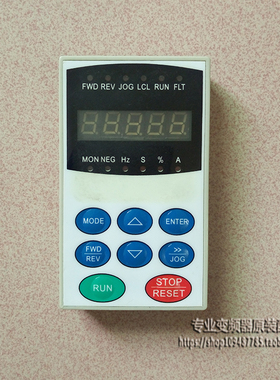 FWD REV JOG LCL RUN FLT
MON NEG Hz S % A
MODE
ENTER
FWD
REV
>>
JOG
RUN
STOP
RESET
专业变频器原装